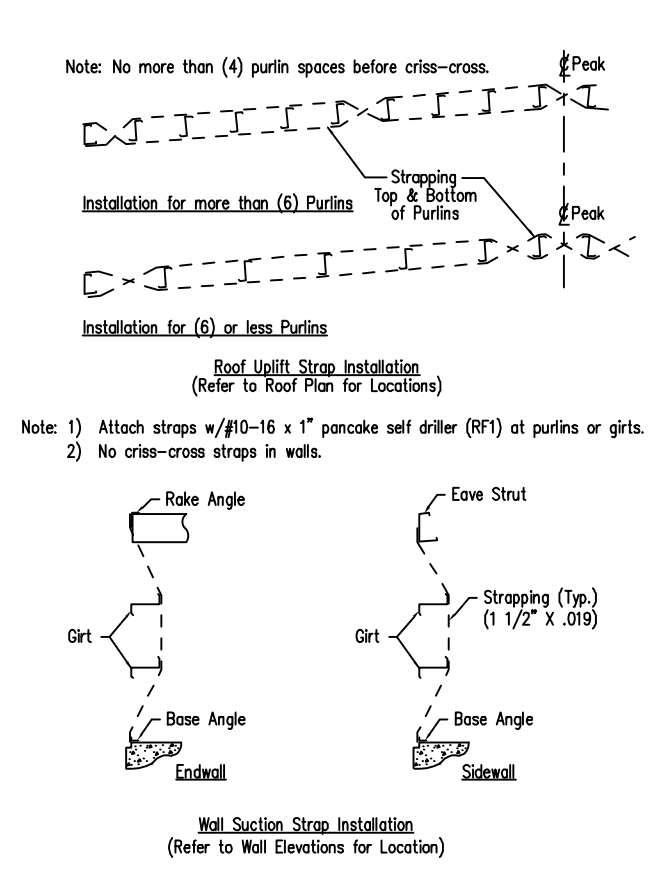 Note: No more than (4) purlin spaces before criss-cross.
℄ Peak
Strapping
Top & Bottom
of Purlins
Installation for more than (6) Purlins
℄ Peak
Installation for (6) or less Purlins
Roof Uplift Strap Installation
(Refer to Roof Plan for Locations)
Note: 1) Attach straps w/#10-16 x 1" pancake self driller (RF1) at purlins or girts.
2) No criss-cross straps in walls.
Rake Angle
Eave Strut
Strapping (Typ.)
(1 1/2" X .019)
Girt
Girt
Base Angle
Base Angle
Endwall
Sidewall
Wall Suction Strap Installation
(Refer to Wall Elevations for Location)